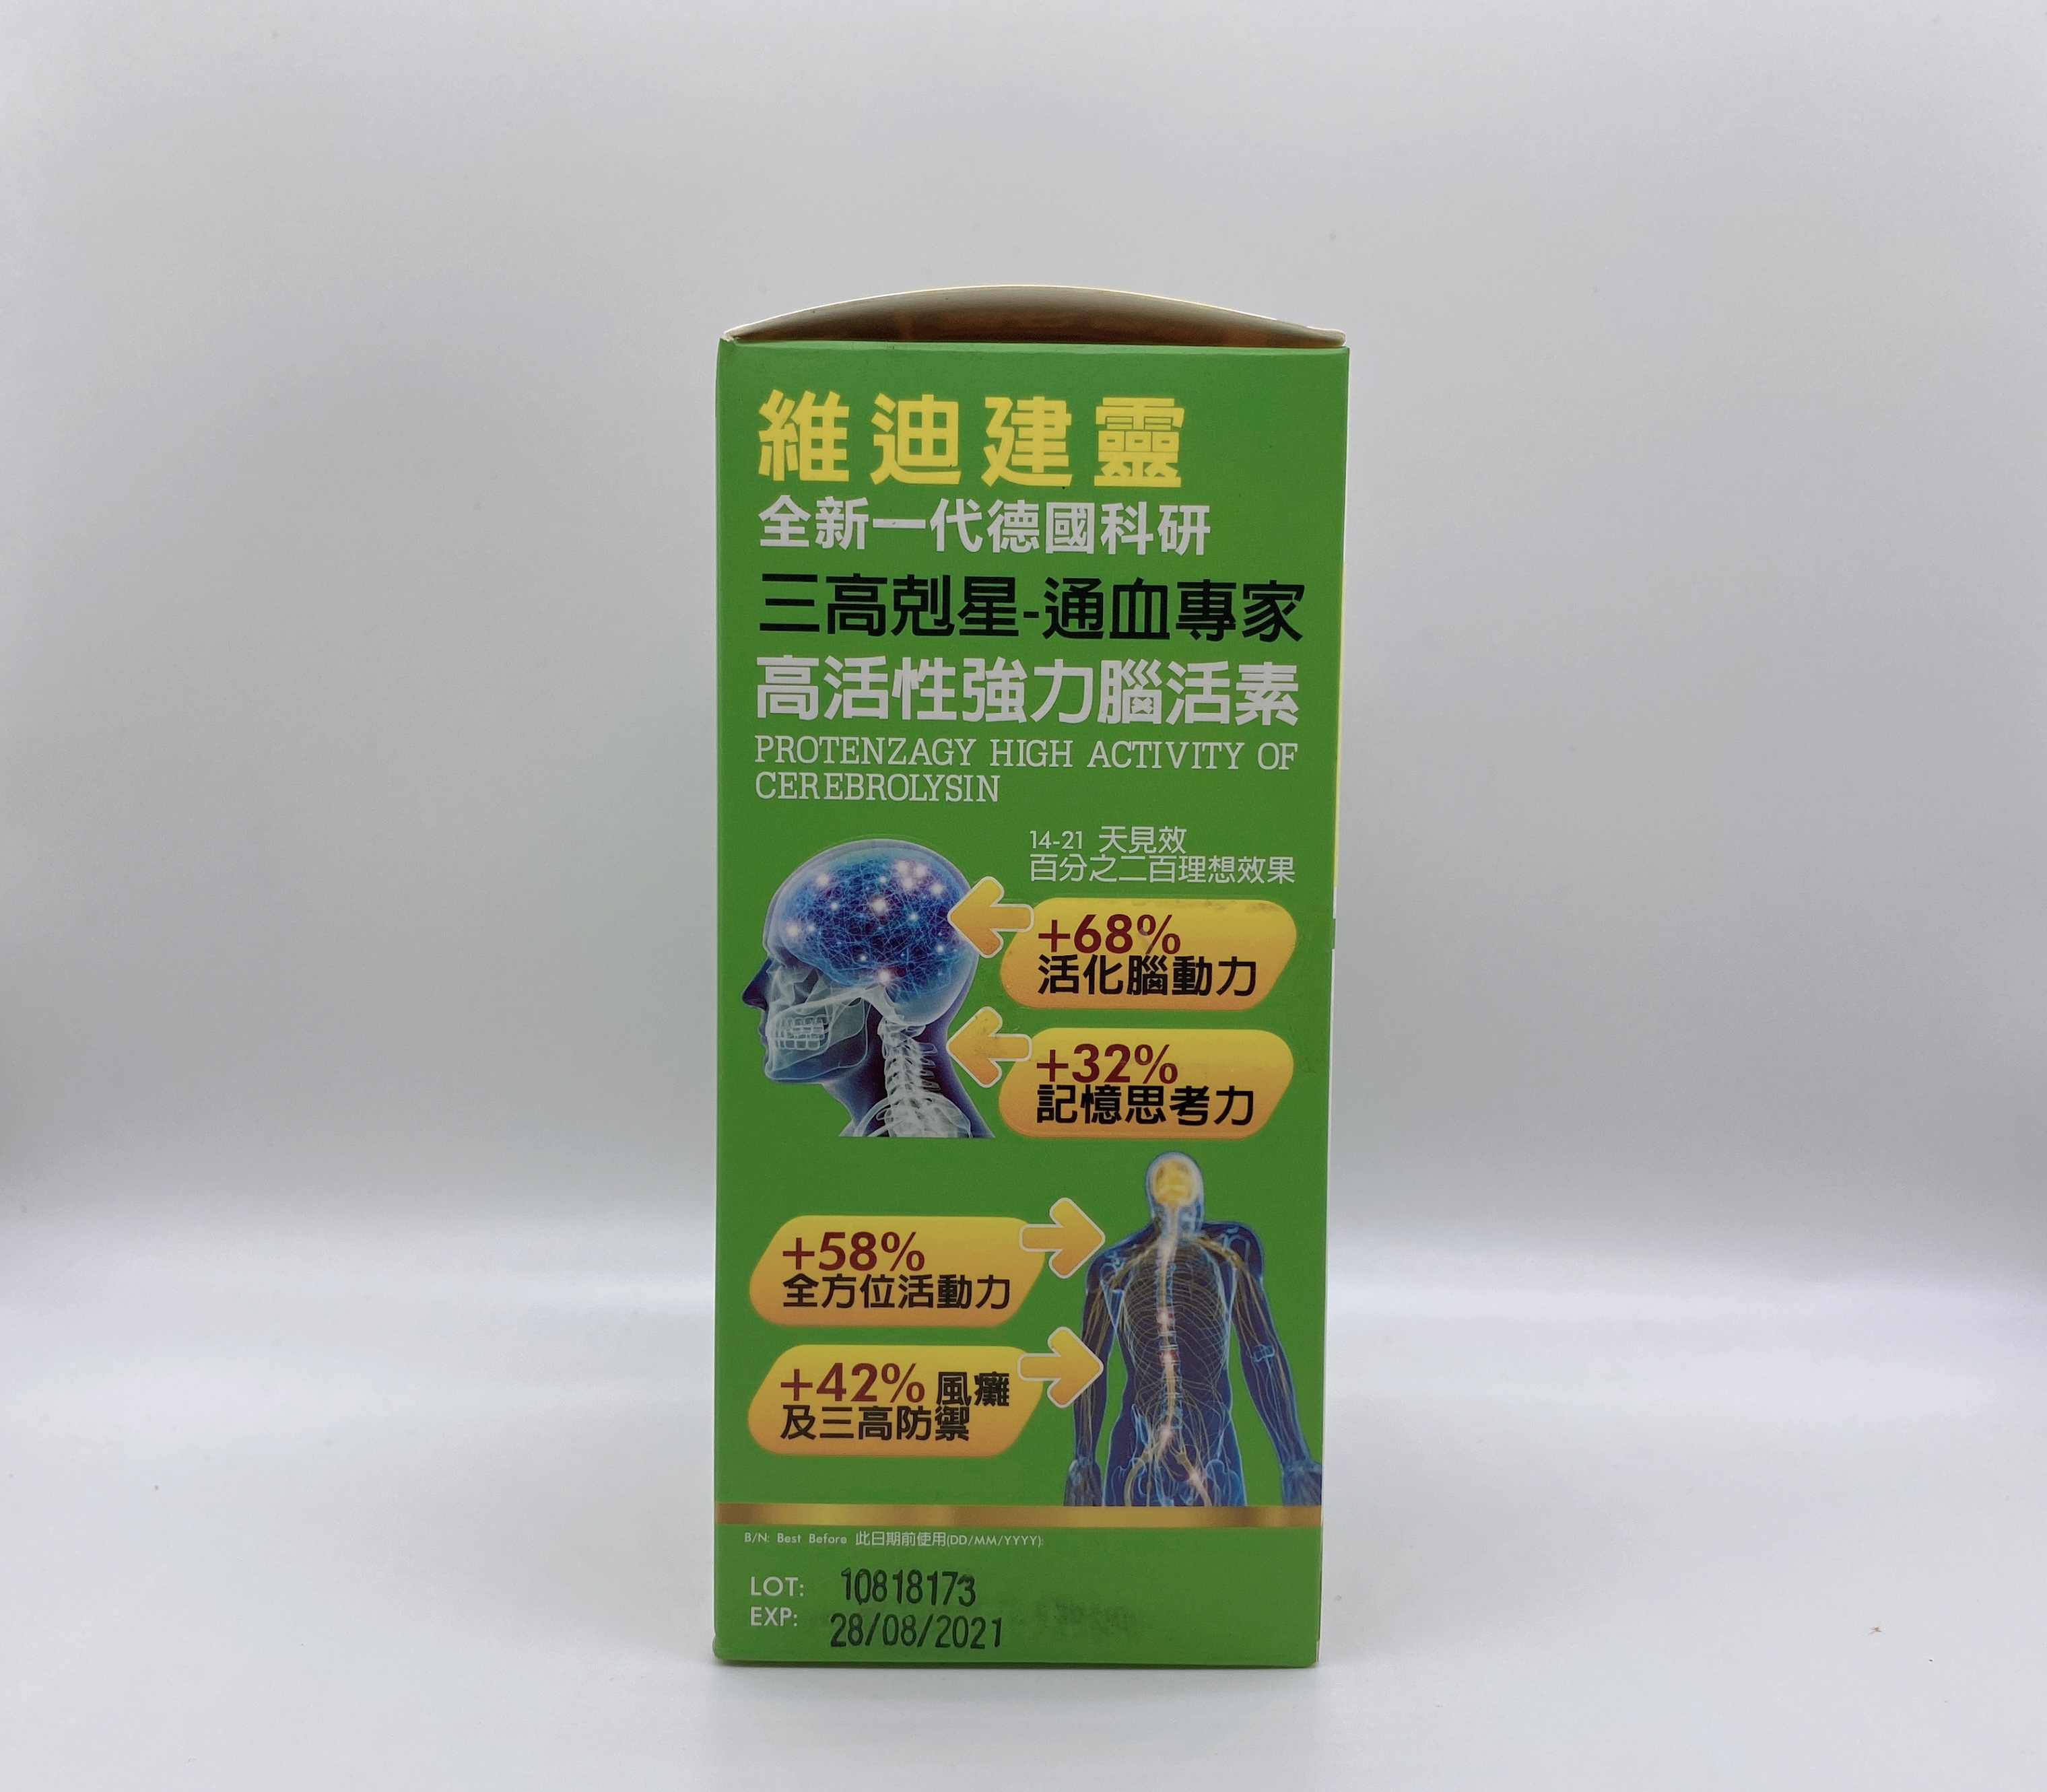 維迪建靈
全新一代德國科研
三高剋星-通血專家
高活性強力腦活素
PROTENZAGY HIGH ACTIVITY OF
CEREBROLYSIN
14-21 天見效
百分之二百理想效果
+68%
活化腦動力
+32%
記憶思考力
+58%
全方位活動力
+42% 風癱
及三高防禦
B/N: Best Before 此日期前使用(DD/MM/YYYY):
LOT: 10818173
EXP: 28/08/2021